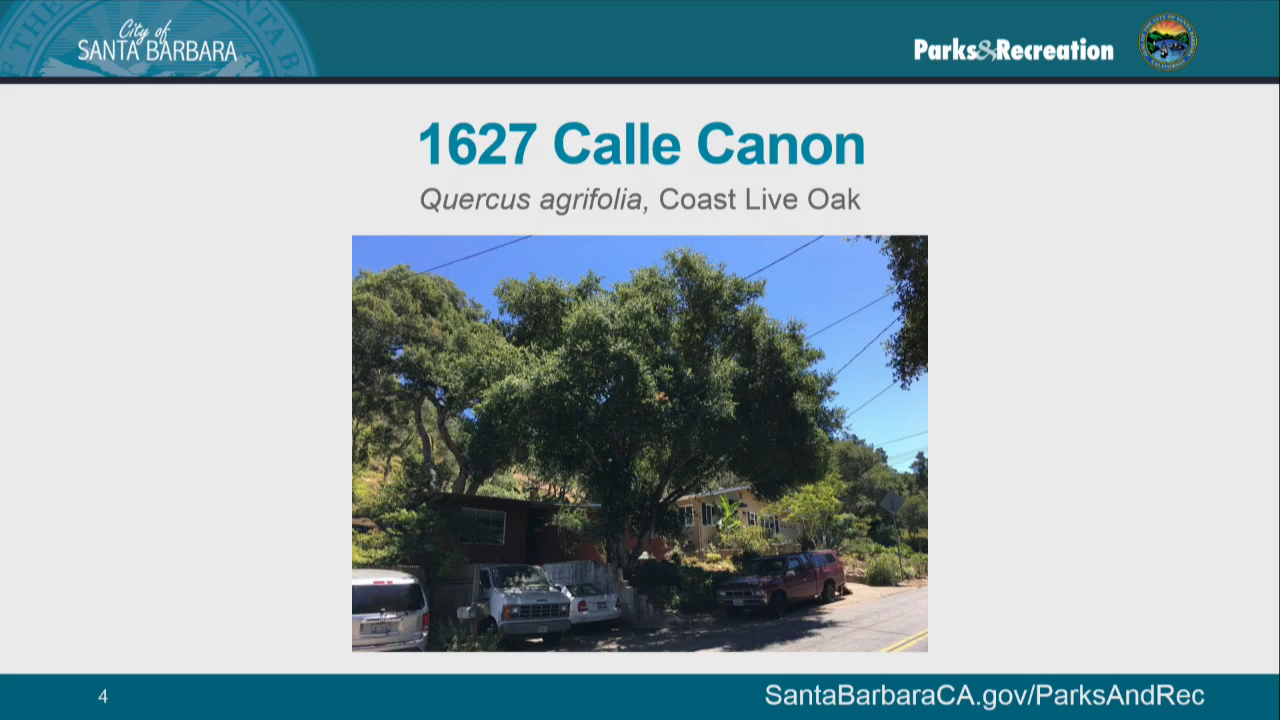 City of
SANTA BARBARA
Parks&Recreation
1627 Calle Canon
Quercus agrifolia, Coast Live Oak
4
SantaBarbaraCA.gov/ParksAndRec